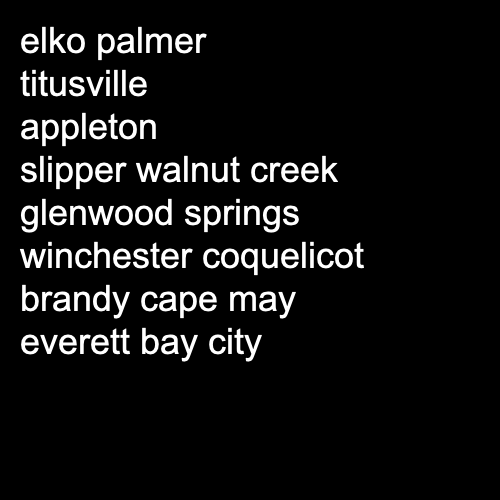 elko palmer
titusville
appleton
slipper walnut creek
glenwood springs
winchester coquelicot
brandy cape may
everett bay city